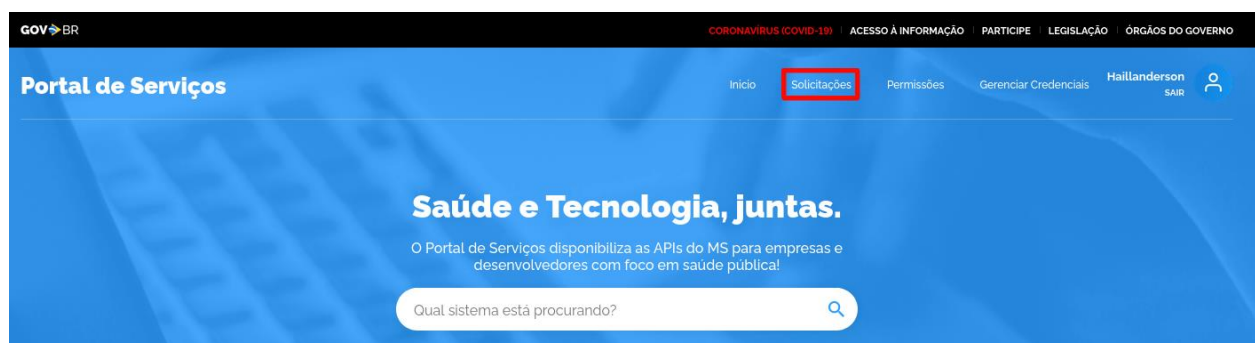 GOV BR CORONAVÍRUS (COVID-19) ACESSO À INFORMAÇÃO PARTICIPE LEGISLAÇÃO ÓRGÃOS DO GOVERNO
Portal de Serviços Início Solicitações Permissões Gerenciar Credenciais Haillanderson
SAIR
Saúde e Tecnologia, juntas.
O Portal de Serviços disponibiliza as APIs do MS para empresas e
desenvolvedores com foco em saúde pública!
Qual sistema está procurando?